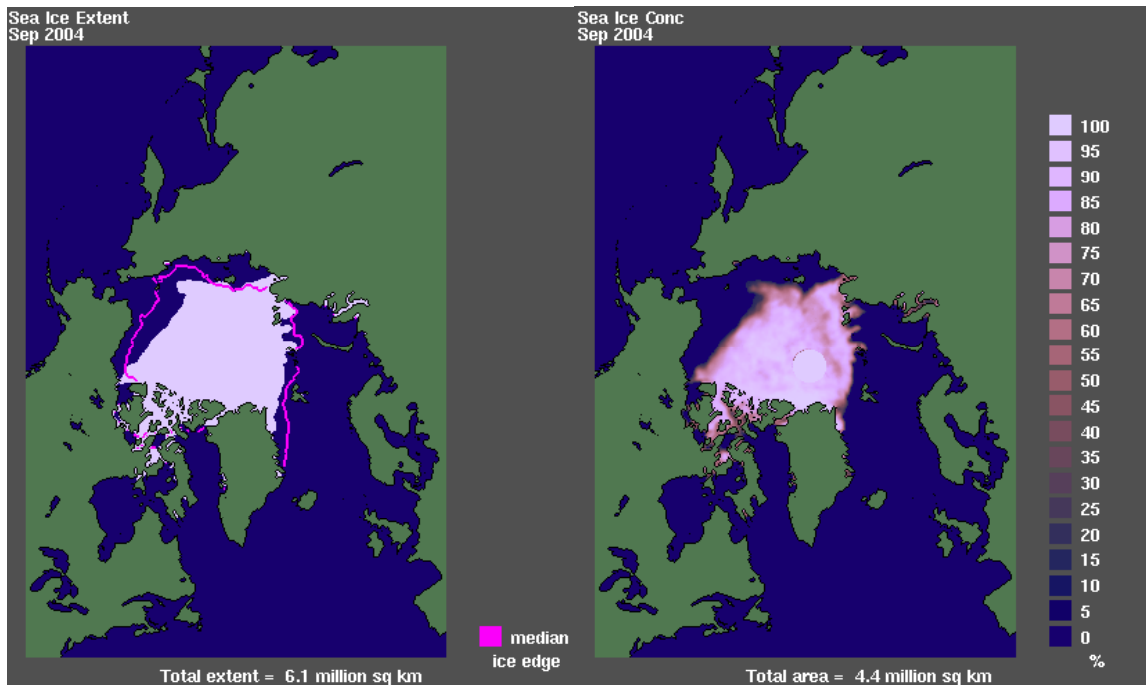 Sea Ice Extent
Sep 2004
median
ice edge
Total extent = 6.1 million sq km
Sea Ice Conc
Sep 2004
100
95
90
85
80
75
70
65
60
55
50
45
40
35
30
25
20
15
10
5
0
%
Total area = 4.4 million sq km